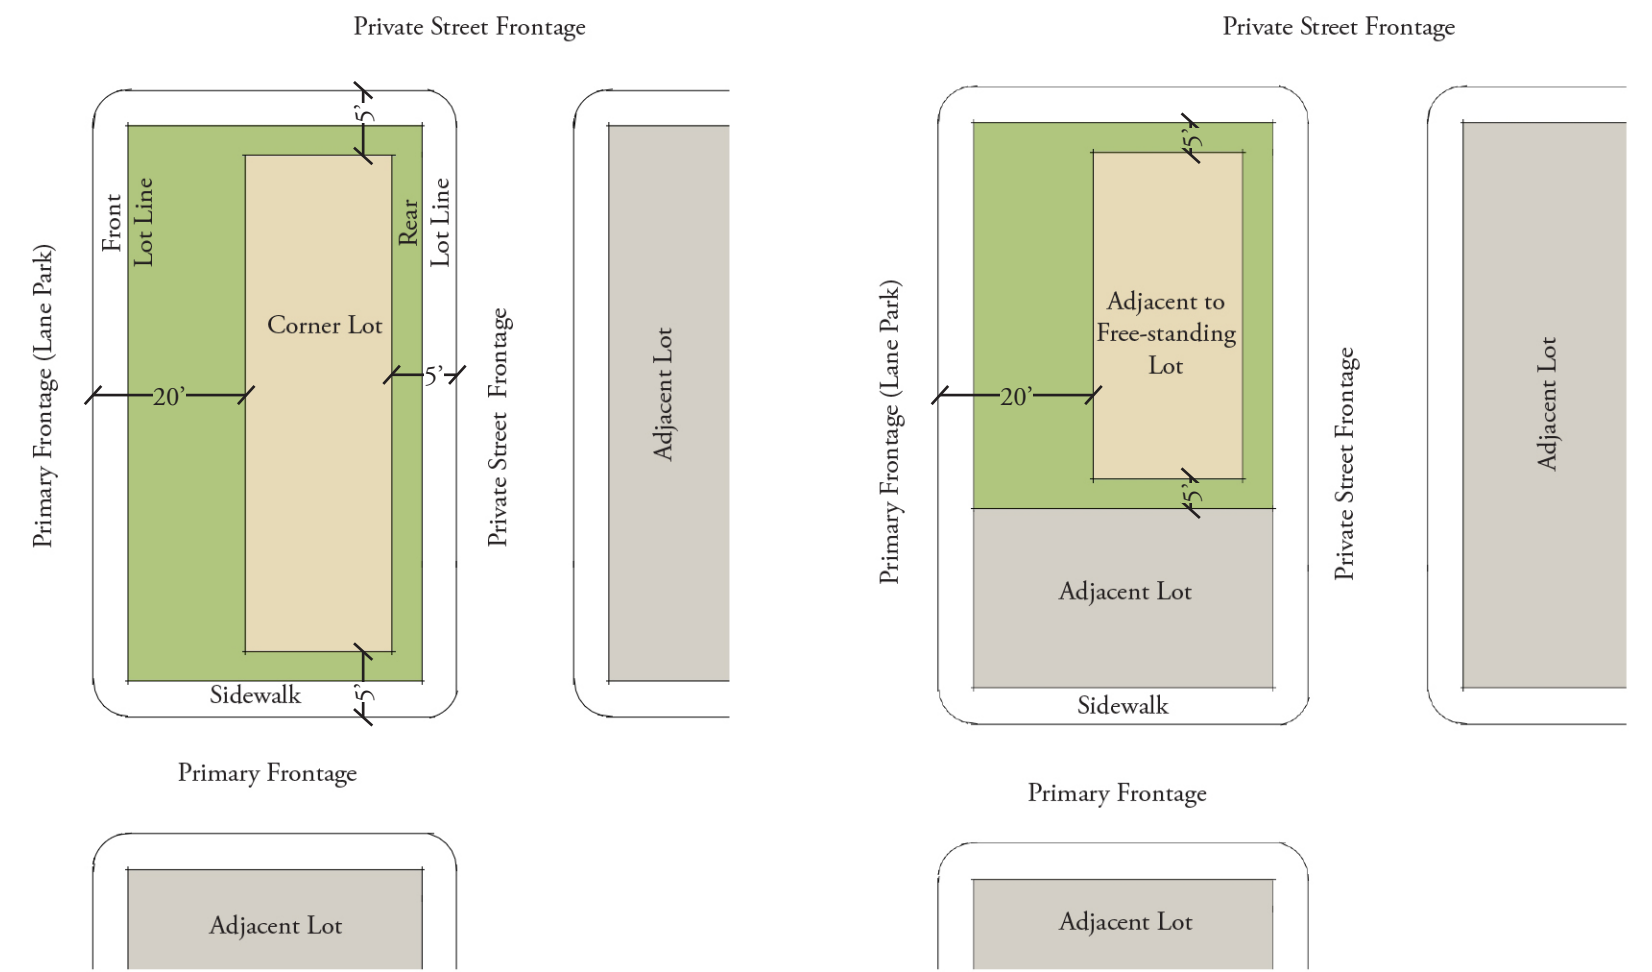 Private Street Frontage
5’
Front
Lot Line
Rear
Lot Line
Primary Frontage (Lane Park)
Corner Lot
20’
5’
Private Street Frontage
Adjacent Lot
5’
Sidewalk
Primary Frontage
Adjacent Lot
Private Street Frontage
5’
Primary Frontage (Lane Park)
Adjacent to
Free-standing
Lot
20’
5’
Private Street Frontage
Adjacent Lot
Adjacent Lot
Sidewalk
Primary Frontage
Adjacent Lot